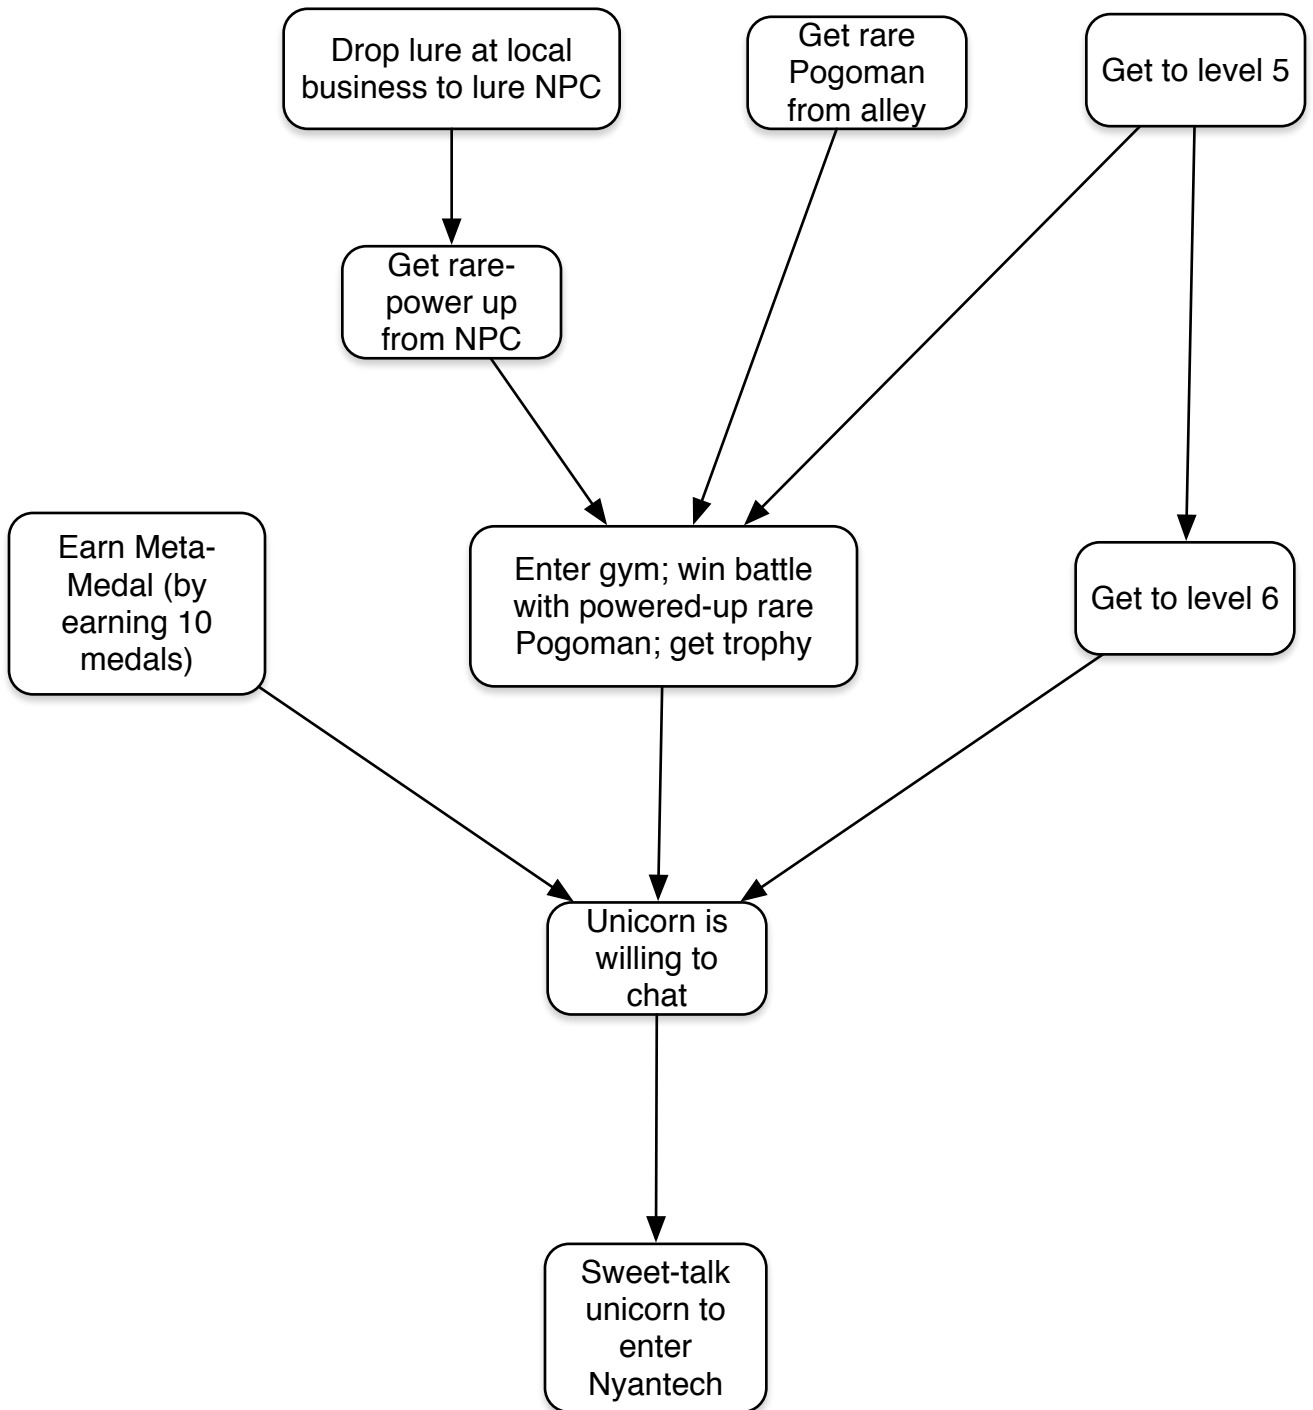 Drop lure at local
business to lure NPC
Get rare
Pogoman
from alley
Get to level 5
Get rare-
power up
from NPC
Earn Meta-
Medal (by
earning 10
medals)
Enter gym; win battle
with powered-up rare
Pogoman; get trophy
Get to level 6
Unicorn is
willing to
chat
Sweet-talk
unicorn to
enter
Nyantech